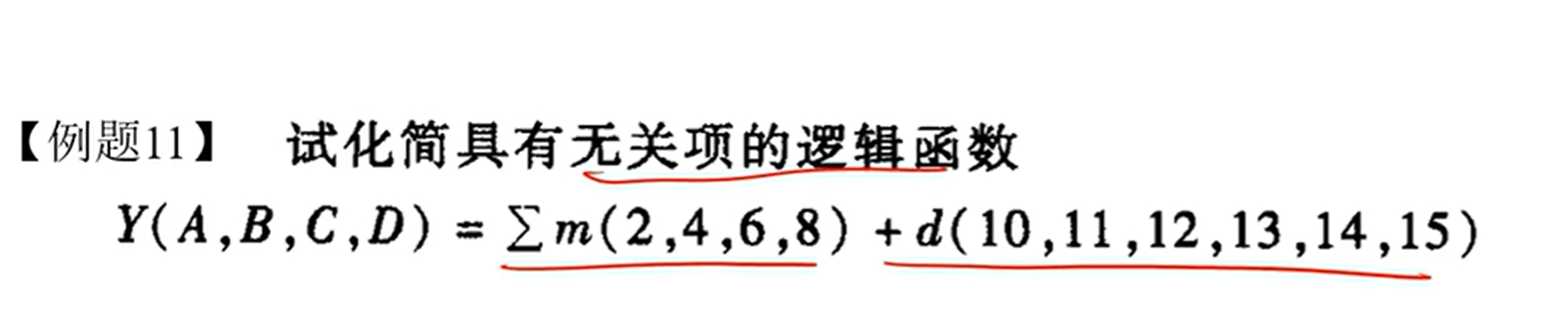 【例题11】 试化简具有无关项的逻辑函数
Y(A,B,C,D) = ∑m(2,4,6,8) + d(10,11,12,13,14,15)